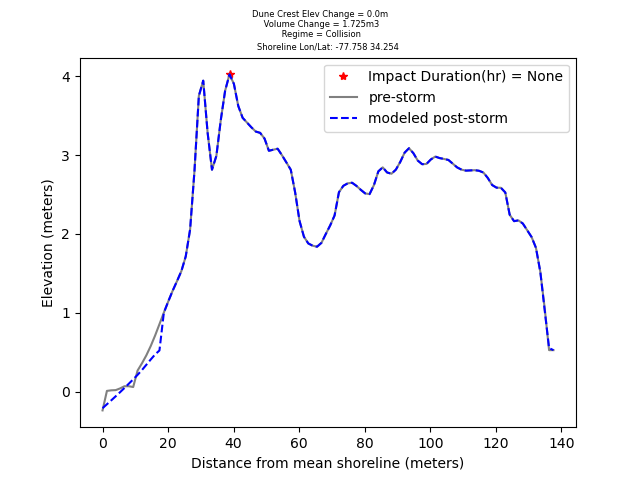 Dune Crest Elev Change = 0.0m
Volume Change = 1.725m3
Regime = Collision
Shoreline Lon/Lat: -77.758 34.254
Impact Duration(hr) = None
pre-storm
modeled post-storm
4
3
2
1
0
Elevation (meters)
0 20 40 60 80 100 120 140
Distance from mean shoreline (meters)